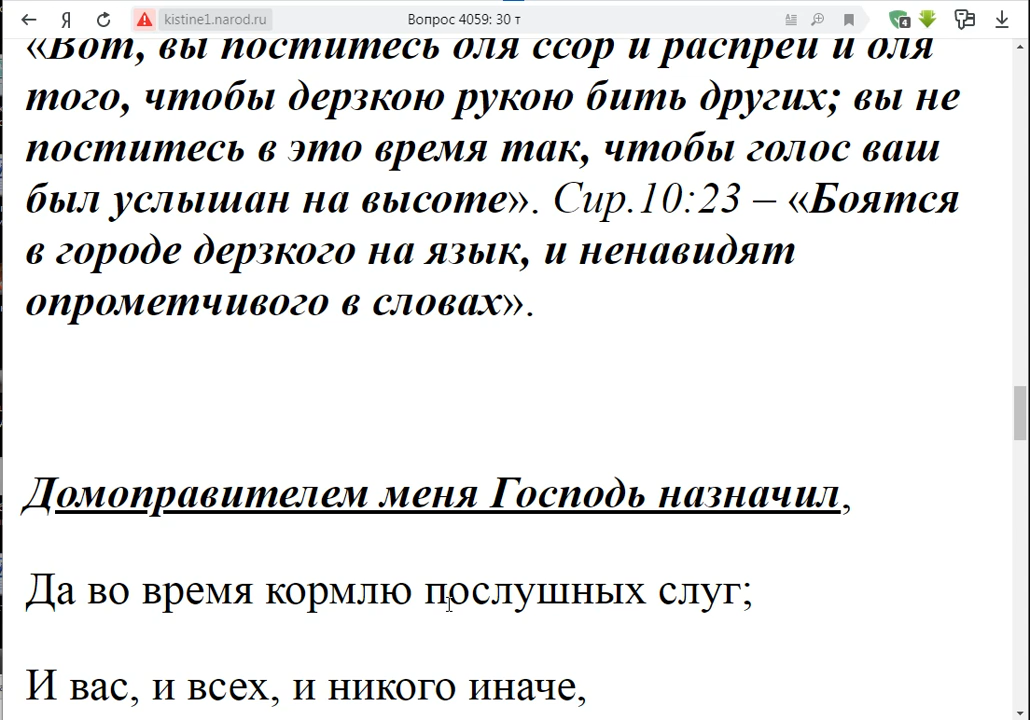 kistine1.narod.ru
Вопрос 4059: 30 т
4
«Вот, вы поститесь для ссор и распрей и для
того, чтобы дерзкою рукою бить других; вы не
поститесь в это время так, чтобы голос ваш
был услышан на высоте». Сир.10:23 – «Боятся
в городе дерзкого на язык, и ненавидят
опрометчивого в словах».
Домоправителем меня Господь назначил,
Да во время кормлю послушных слуг;
И вас, и всех, и никого иначе,